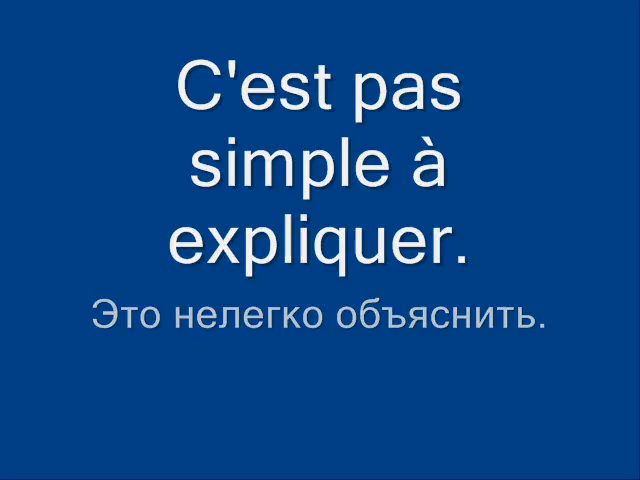 C'est pas
simple à
expliquer.
Это нелегко объяснить.